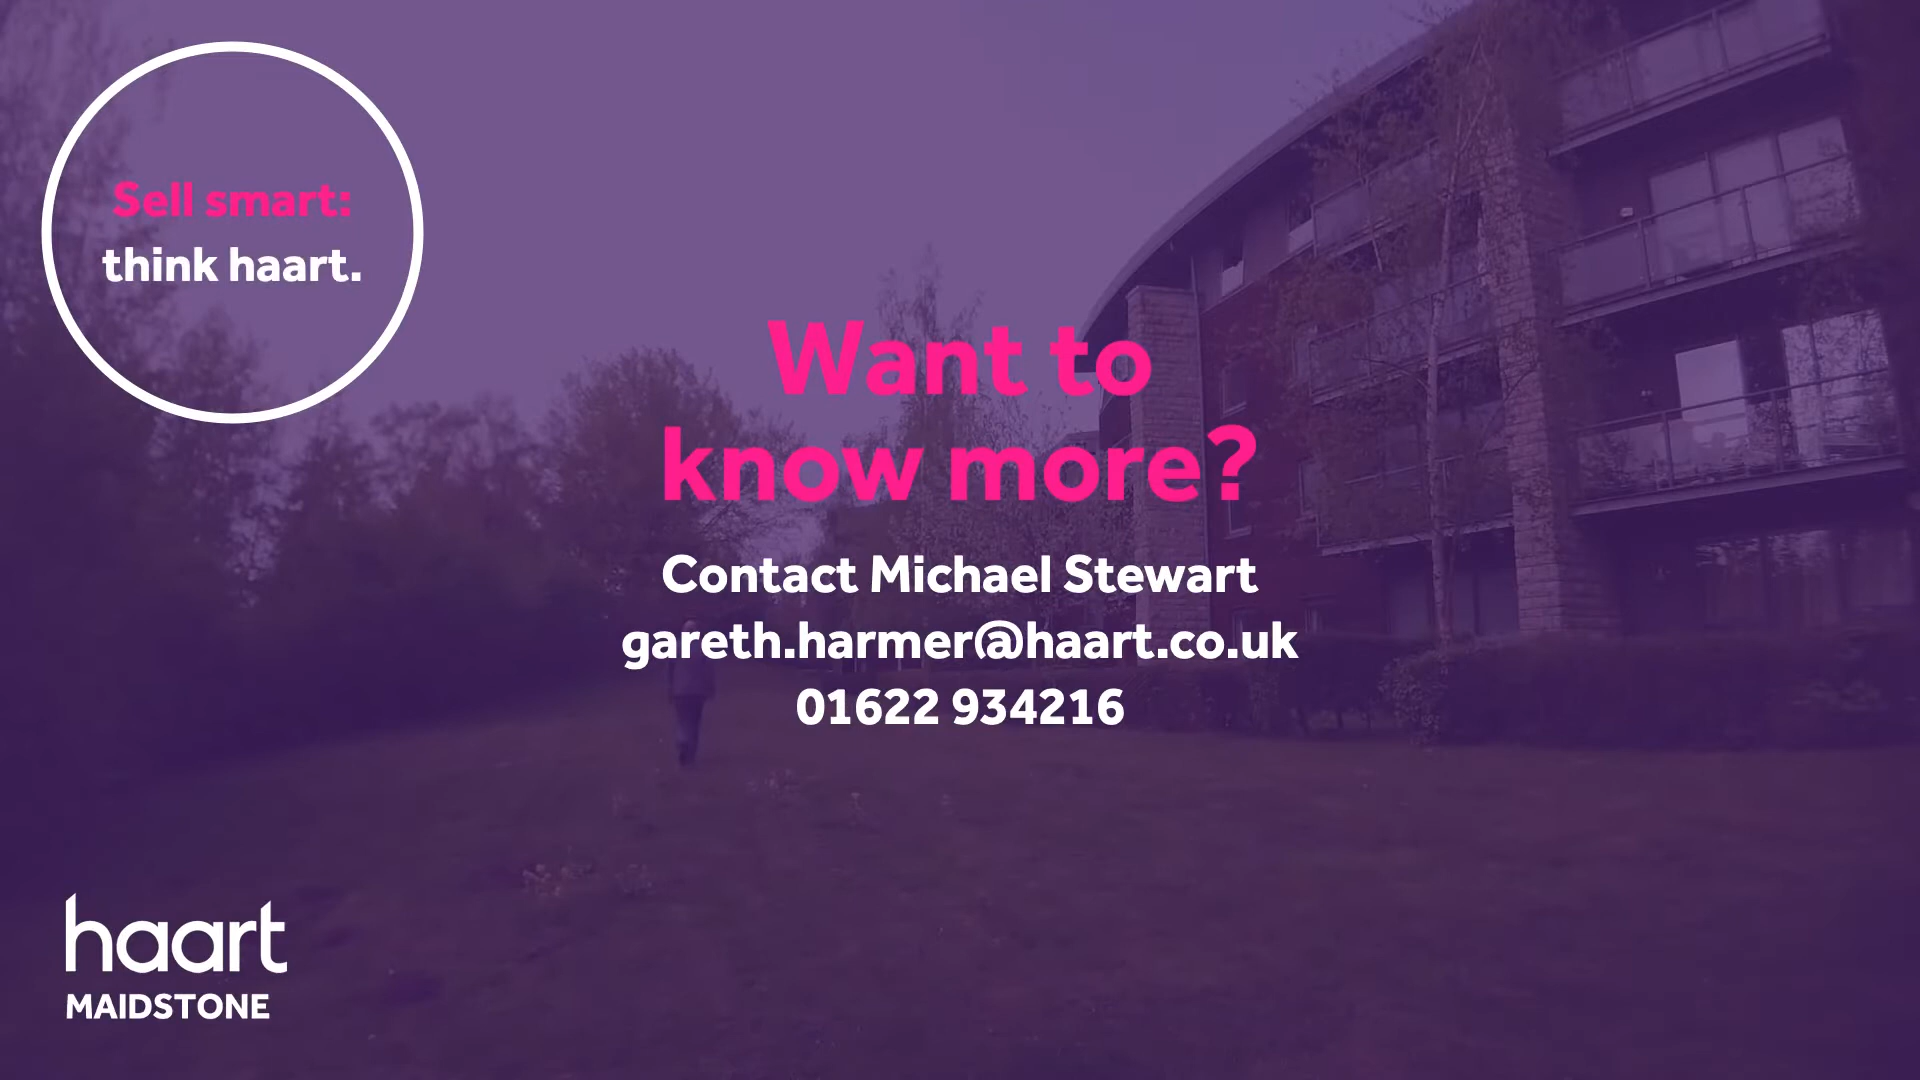 Sell smart:
think haart.
Want to
know more?
Contact Michael Stewart
gareth.harmer@haart.co.uk
01622 934216
haart
MAIDSTONE